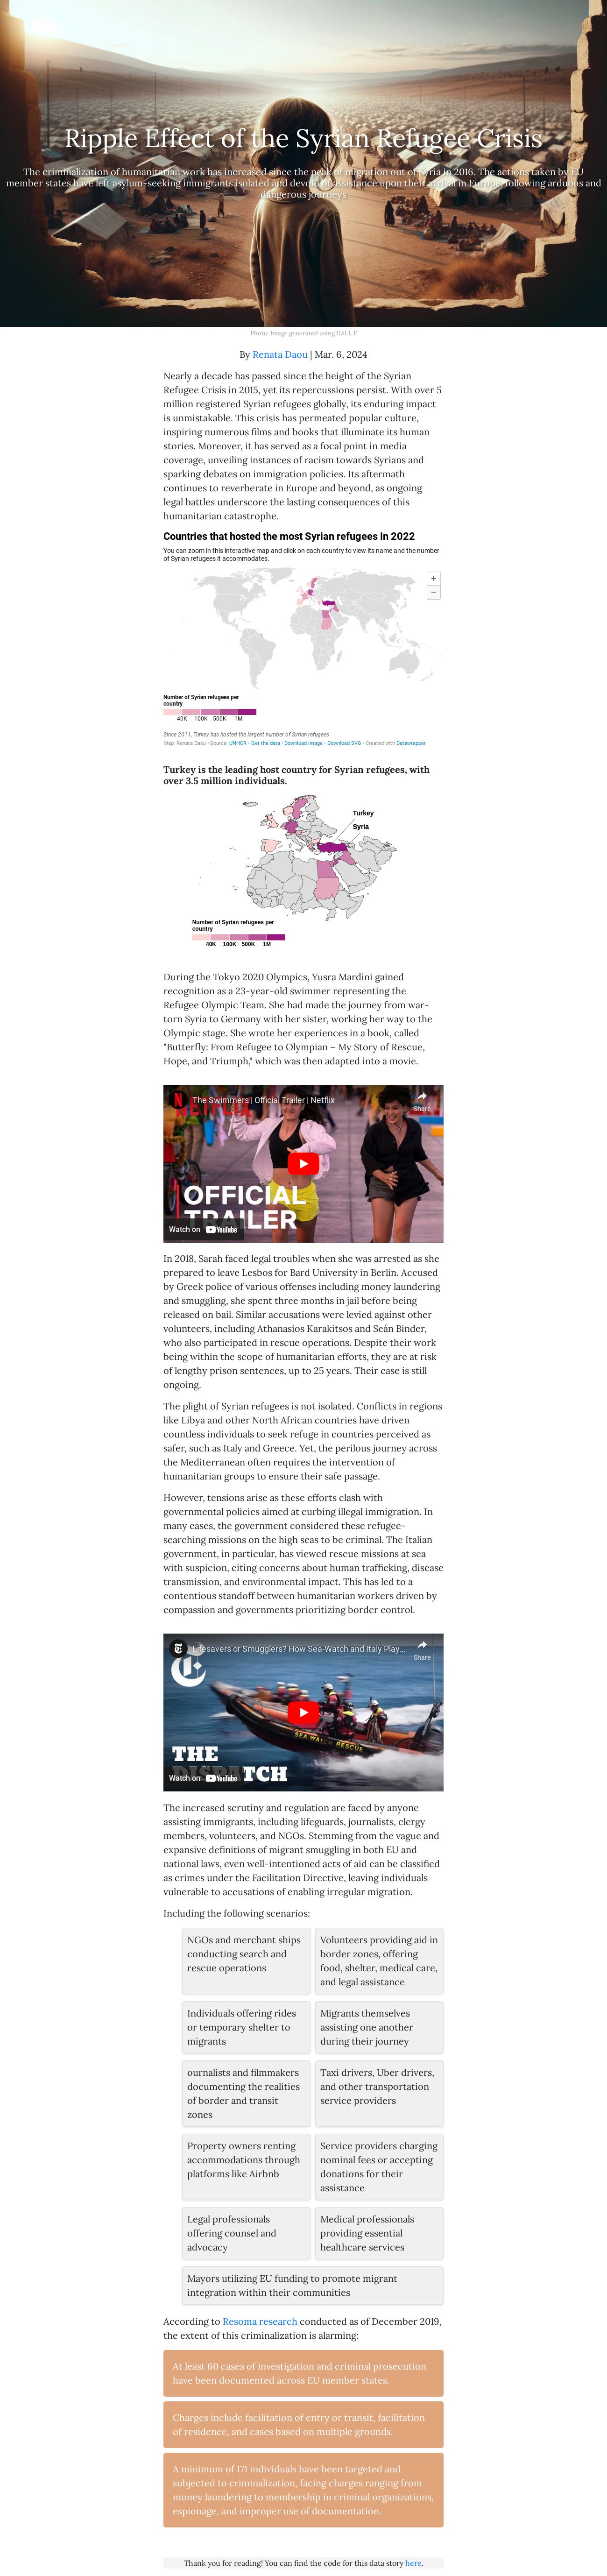 Ripple Effect of the Syrian Refugee Crisis
The criminalization of humanitarian work has increased since the peak of migration out of Syria in 2016. The actions taken by EU
member states have left asylum-seeking immigrants isolated and devoid of assistance upon their arrival in Europe, following arduous and
dangerous journeys
Photo: Image generated using DALL.E
By Renata Daou | Mar. 6, 2024
Nearly a decade has passed since the height of the Syrian
Refugee Crisis in 2015, yet its repercussions persist. With over 5
million registered Syrian refugees globally, its enduring impact
is unmistakable. This crisis has permeated popular culture,
inspiring numerous films and books that illuminate its human
stories. Moreover, it has served as a focal point in media
coverage, unveiling instances of racism towards Syrians and
sparking debates on immigration policies. Its aftermath
continues to reverberate in Europe and beyond, as ongoing
legal battles underscore the lasting consequences of this
humanitarian catastrophe.
Countries that hosted the most Syrian refugees in 2022
You can zoom in this interactive map and click on each country to view its name and the number
of Syrian refugees it accommodates.
+
−
Number of Syrian refugees per
country
40K 100K 500K 1M
Since 2011, Turkey has hosted the largest number of Syrian refugees
Map: Renata Daou • Source: UNHCR • Get the data • Download image • Download SVG • Created with Datawrapper
Turkey is the leading host country for Syrian refugees, with
over 3.5 million individuals.
Turkey
Syria
Number of Syrian refugees per
country
40K 100K 500K 1M
During the Tokyo 2020 Olympics, Yusra Mardini gained
recognition as a 23-year-old swimmer representing the
Refugee Olympic Team. She had made the journey from war-
torn Syria to Germany with her sister, working her way to the
Olympic stage. She wrote her experiences in a book, called
"Butterfly: From Refugee to Olympian – My Story of Rescue,
Hope, and Triumph," which was then adapted into a movie.
The Swimmers | Official Trailer | Netflix
Share
NETFLIX
OFFICIAL
TRAILER
Watch on YouTube
In 2018, Sarah faced legal troubles when she was arrested as she
prepared to leave Lesbos for Bard University in Berlin. Accused
by Greek police of various offenses including money laundering
and smuggling, she spent three months in jail before being
released on bail. Similar accusations were levied against other
volunteers, including Athanasios Karakitsos and Seán Binder,
who also participated in rescue operations. Despite their work
being within the scope of humanitarian efforts, they are at risk
of lengthy prison sentences, up to 25 years. Their case is still
ongoing.
The plight of Syrian refugees is not isolated. Conflicts in regions
like Libya and other North African countries have driven
countless individuals to seek refuge in countries perceived as
safer, such as Italy and Greece. Yet, the perilous journey across
the Mediterranean often requires the intervention of
humanitarian groups to ensure their safe passage.
However, tensions arise as these efforts clash with
governmental policies aimed at curbing illegal immigration. In
many cases, the government considered these refugee-
searching missions on the high seas to be criminal. The Italian
government, in particular, has viewed rescue missions at sea
with suspicion, citing concerns about human trafficking, disease
transmission, and environmental impact. This has led to a
contentious standoff between humanitarian workers driven by
compassion and governments prioritizing border control.
Lifesavers or Smugglers? How Sea-Watch and Italy Play...
Share
SEA-WATCH RESCUE
THE
DISPATCH
Watch on YouTube
The increased scrutiny and regulation are faced by anyone
assisting immigrants, including lifeguards, journalists, clergy
members, volunteers, and NGOs. Stemming from the vague and
expansive definitions of migrant smuggling in both EU and
national laws, even well-intentioned acts of aid can be classified
as crimes under the Facilitation Directive, leaving individuals
vulnerable to accusations of enabling irregular migration.
Including the following scenarios:
NGOs and merchant ships
conducting search and
rescue operations
Volunteers providing aid in
border zones, offering
food, shelter, medical care,
and legal assistance
Individuals offering rides
or temporary shelter to
migrants
Migrants themselves
assisting one another
during their journey
ournalists and filmmakers
documenting the realities
of border and transit
zones
Taxi drivers, Uber drivers,
and other transportation
service providers
Property owners renting
accommodations through
platforms like Airbnb
Service providers charging
nominal fees or accepting
donations for their
assistance
Legal professionals
offering counsel and
advocacy
Medical professionals
providing essential
healthcare services
Mayors utilizing EU funding to promote migrant
integration within their communities
According to Resoma research conducted as of December 2019,
the extent of this criminalization is alarming:
At least 60 cases of investigation and criminal prosecution
have been documented across EU member states.
Charges include facilitation of entry or transit, facilitation
of residence, and cases based on multiple grounds.
A minimum of 171 individuals have been targeted and
subjected to criminalization, facing charges ranging from
money laundering to membership in criminal organizations,
espionage, and improper use of documentation.
Thank you for reading! You can find the code for this data story here.